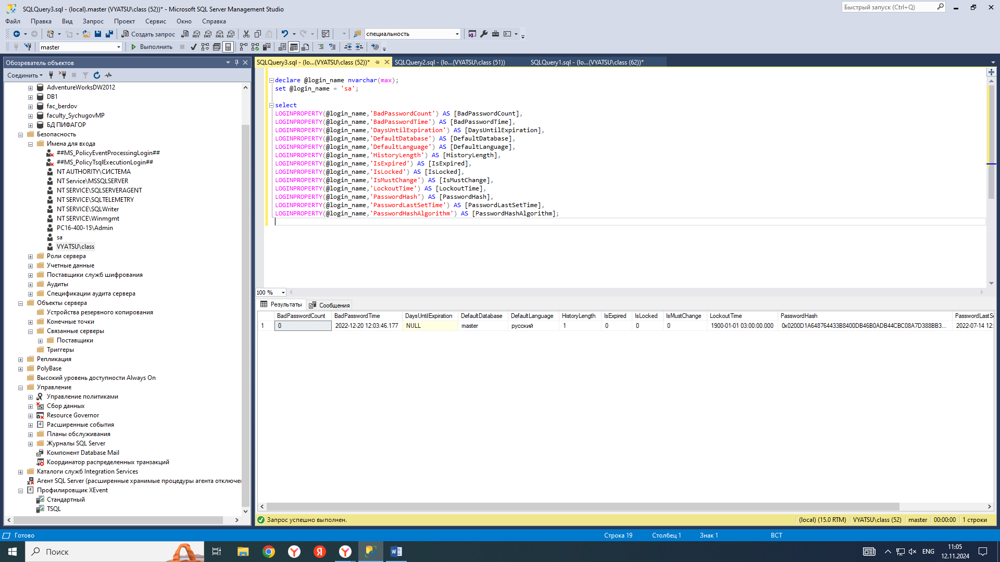 SQLQuery3.sql - (local).master (VYATSU\class (52))* - Microsoft SQL Server Management Studio
Быстрый запуск (Ctrl+Q)
Файл Правка Вид Запрос Проект Сервис Окно Справка
Создать запрос
MDX DMX XMLA DAX
специальность
master
Выполнить
Обозреватель объектов
Соединить
AdventureWorksDW2012
DB1
fac_berdov
faculty_SychugovMP
БД ПИФАГОР
Безопасность
Имена для входа
##MS_PolicyEventProcessingLogin##
##MS_PolicyTsqlExecutionLogin##
NT AUTHORITY\СИСТЕМА
NT Service\MSSQLSERVER
NT SERVICE\SQLSERVERAGENT
NT SERVICE\SQLTELEMETRY
NT SERVICE\SQLWriter
NT SERVICE\Winmgmt
PC16-400-15\Admin
sa
VYATSU\class
Роли сервера
Учетные данные
Поставщики служб шифрования
Аудиты
Спецификации аудита сервера
Объекты сервера
Устройства резервного копирования
Конечные точки
Связанные серверы
Поставщики
Триггеры
Репликация
PolyBase
Высокий уровень доступности Always On
Управление
Управление политиками
Сбор данных
Resource Governor
Расширенные события
Планы обслуживания
Журналы SQL Server
Компонент Database Mail
Координатор распределенных транзакций
Каталоги служб Integration Services
Агент SQL Server (расширенные хранимые процедуры агента отключен
Профилировщик XEvent
Стандартный
TSQL
SQLQuery3.sql - (lo...(VYATSU\class (52))* SQLQuery2.sql - (lo...(VYATSU\class (51)) SQLQuery1.sql - (lo...(VYATSU\class (62))*
declare @login_name nvarchar(max);
set @login_name = 'sa';
select
LOGINPROPERTY(@login_name,'BadPasswordCount') AS [BadPasswordCount],
LOGINPROPERTY(@login_name,'BadPasswordTime') AS [BadPasswordTime],
LOGINPROPERTY(@login_name,'DaysUntilExpiration') AS [DaysUntilExpiration],
LOGINPROPERTY(@login_name,'DefaultDatabase') AS [DefaultDatabase],
LOGINPROPERTY(@login_name,'DefaultLanguage') AS [DefaultLanguage],
LOGINPROPERTY(@login_name,'HistoryLength') AS [HistoryLength],
LOGINPROPERTY(@login_name,'IsExpired') AS [IsExpired],
LOGINPROPERTY(@login_name,'IsLocked') AS [IsLocked],
LOGINPROPERTY(@login_name,'IsMustChange') AS [IsMustChange],
LOGINPROPERTY(@login_name,'LockoutTime') AS [LockoutTime],
LOGINPROPERTY(@login_name,'PasswordHash') AS [PasswordHash],
LOGINPROPERTY(@login_name,'PasswordLastSetTime') AS [PasswordLastSetTime],
LOGINPROPERTY(@login_name,'PasswordHashAlgorithm') AS [PasswordHashAlgorithm];
100 %
Результаты Сообщения
BadPasswordCount BadPasswordTime DaysUntilExpiration DefaultDatabase DefaultLanguage HistoryLength IsExpired IsLocked IsMustChange LockoutTime PasswordHash PasswordLastSe
1 0 2022-12-20 12:03:46.177 NULL master русский 1 0 0 0 1900-01-01 03:00:00.000 0x0200D1A648764433B8400DB46B0ADB44CBC08A7D388BB3... 2022-07-14 12:
Запрос успешно выполнен. (local) (15.0 RTM) VYATSU\class (52) master 00:00:00 1 строки
Готово Строка 19 Столбец 1 Знак 1 ВСТ
Поиск
ENG
11:05
12.11.2024